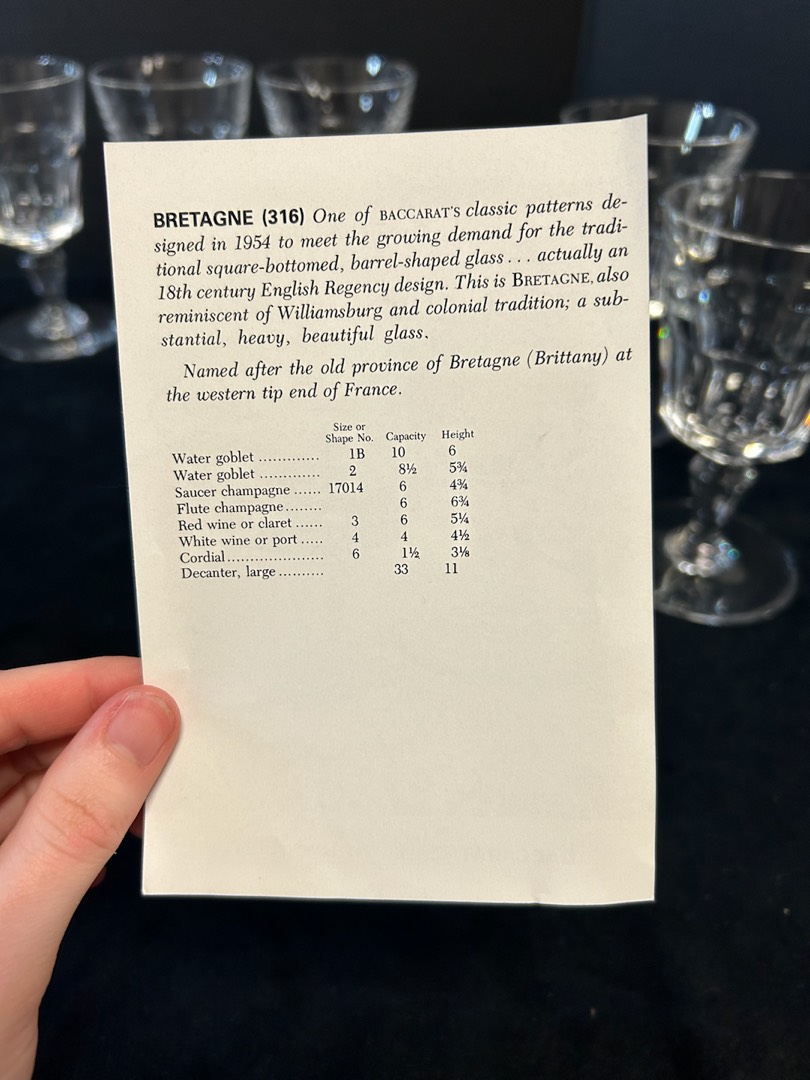 BRETAGNE (316) One of BACCARAT'S classic patterns de-
signed in 1954 to meet the growing demand for the tradi-
tional square-bottomed, barrel-shaped glass . . . actually an
18th century English Regency design. This is BRETAGNE, also
reminiscent of Williamsburg and colonial tradition; a sub-
stantial, heavy, beautiful glass.
Named after the old province of Bretagne (Brittany) at
the western tip end of France.
Size or
Shape No. Capacity Height
Water goblet ............. 1B 10 6
Water goblet ............. 2 8½ 5¾
Saucer champagne ...... 17014 6 4¾
Flute champagne ........ 6 6¾
Red wine or claret ...... 3 6 5¼
White wine or port ..... 4 4 4½
Cordial ..................... 6 1½ 3⅛
Decanter, large .......... 33 11